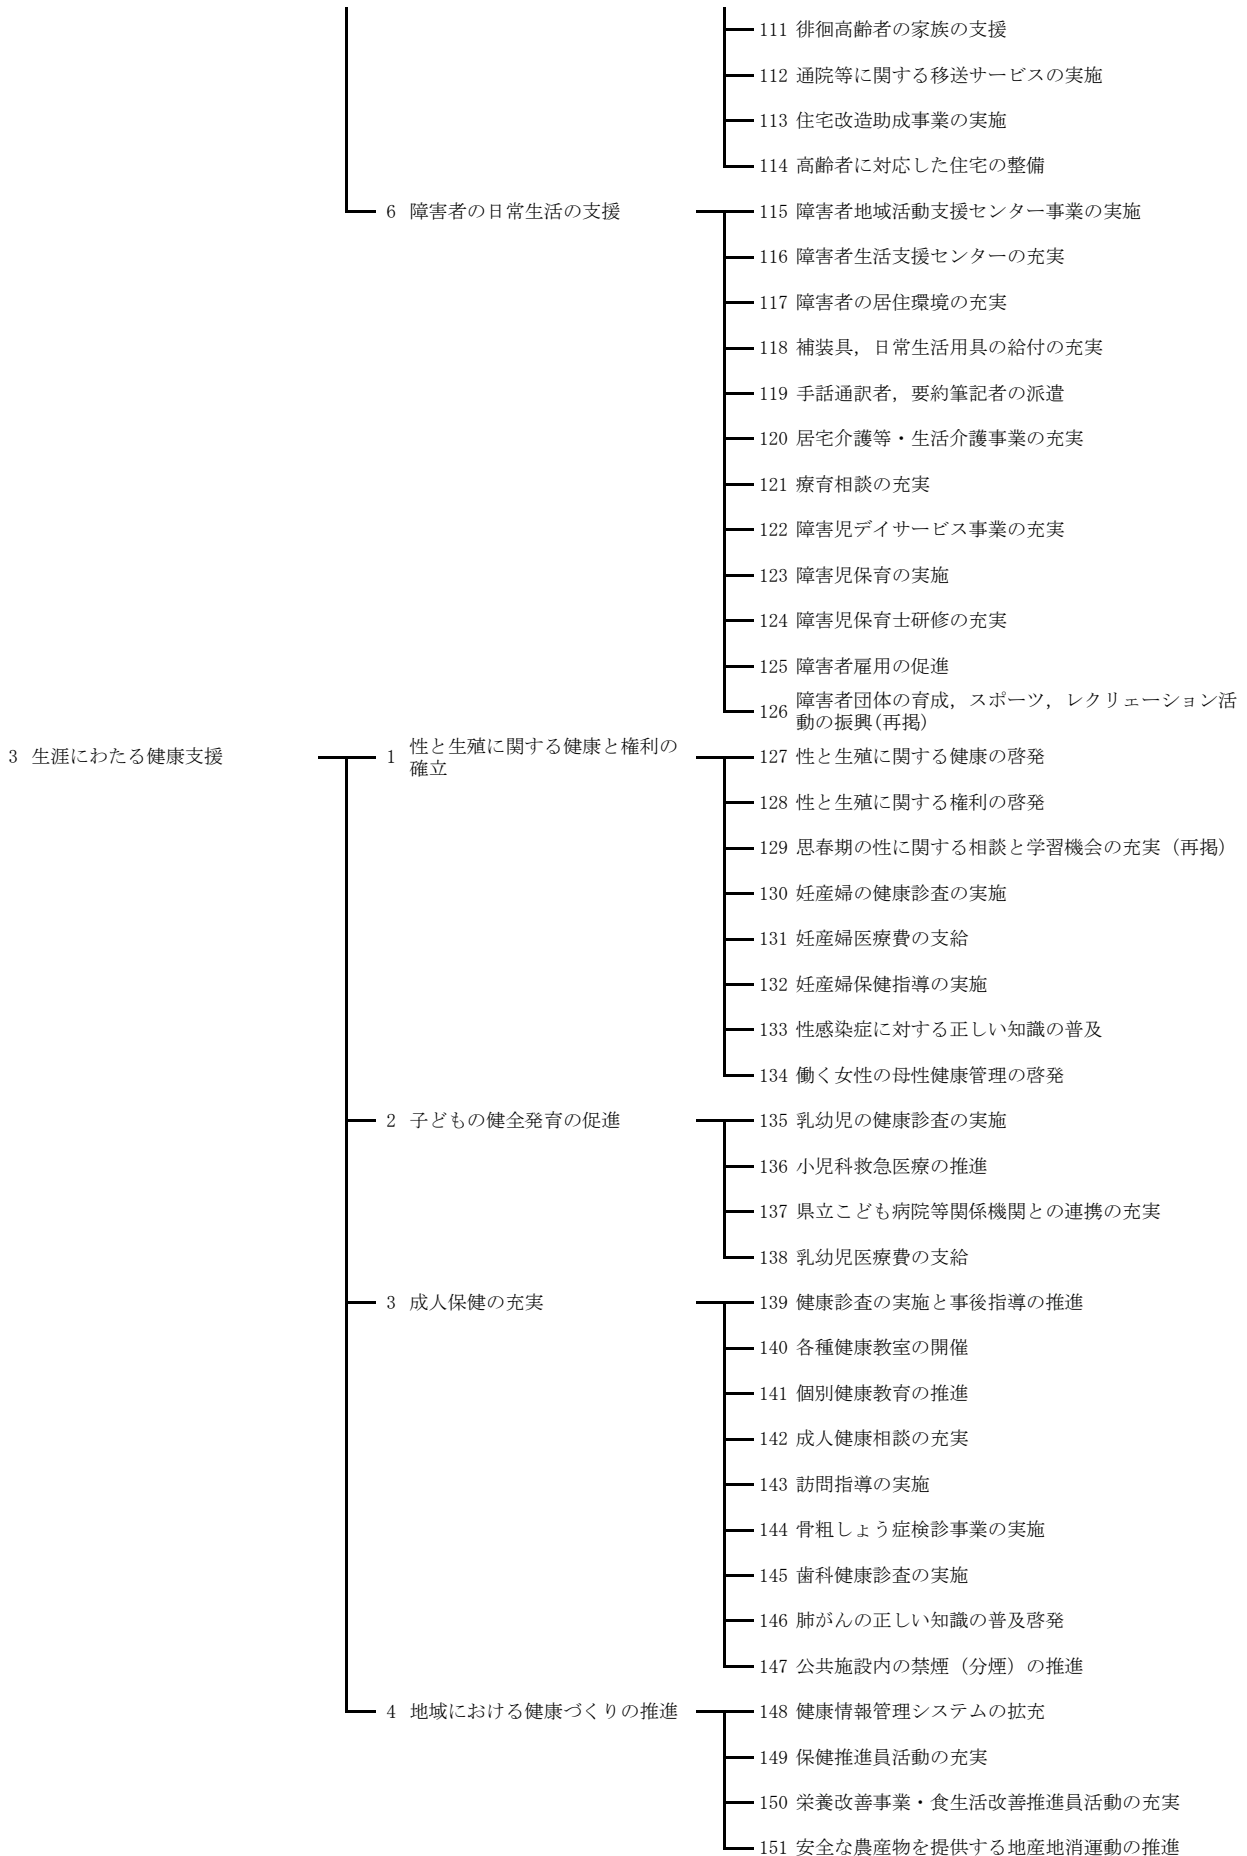 111 徘徊高齢者の家族の支援
112 通院等に関する移送サービスの実施
113 住宅改造助成事業の実施
114 高齢者に対応した住宅の整備
6 障害者の日常生活の支援
115 障害者地域活動支援センター事業の実施
116 障害者生活支援センターの充実
117 障害者の居住環境の充実
118 補装具，日常生活用具の給付の充実
119 手話通訳者，要約筆記者の派遣
120 居宅介護等・生活介護事業の充実
121 療育相談の充実
122 障害児デイサービス事業の充実
123 障害児保育の実施
124 障害児保育士研修の充実
125 障害者雇用の促進
126 障害者団体の育成，スポーツ，レクリェーション活
動の振興(再掲)
3 生涯にわたる健康支援
1 性と生殖に関する健康と権利の
確立
127 性と生殖に関する健康の啓発
128 性と生殖に関する権利の啓発
129 思春期の性に関する相談と学習機会の充実（再掲）
130 妊産婦の健康診査の実施
131 妊産婦医療費の支給
132 妊産婦保健指導の実施
133 性感染症に対する正しい知識の普及
134 働く女性の母性健康管理の啓発
2 子どもの健全発育の促進
135 乳幼児の健康診査の実施
136 小児科救急医療の推進
137 県立こども病院等関係機関との連携の充実
138 乳幼児医療費の支給
3 成人保健の充実
139 健康診査の実施と事後指導の推進
140 各種健康教室の開催
141 個別健康教育の推進
142 成人健康相談の充実
143 訪問指導の実施
144 骨粗しょう症検診事業の実施
145 歯科健康診査の実施
146 肺がんの正しい知識の普及啓発
147 公共施設内の禁煙（分煙）の推進
4 地域における健康づくりの推進
148 健康情報管理システムの拡充
149 保健推進員活動の充実
150 栄養改善事業・食生活改善推進員活動の充実
151 安全な農産物を提供する地産地消運動の推進